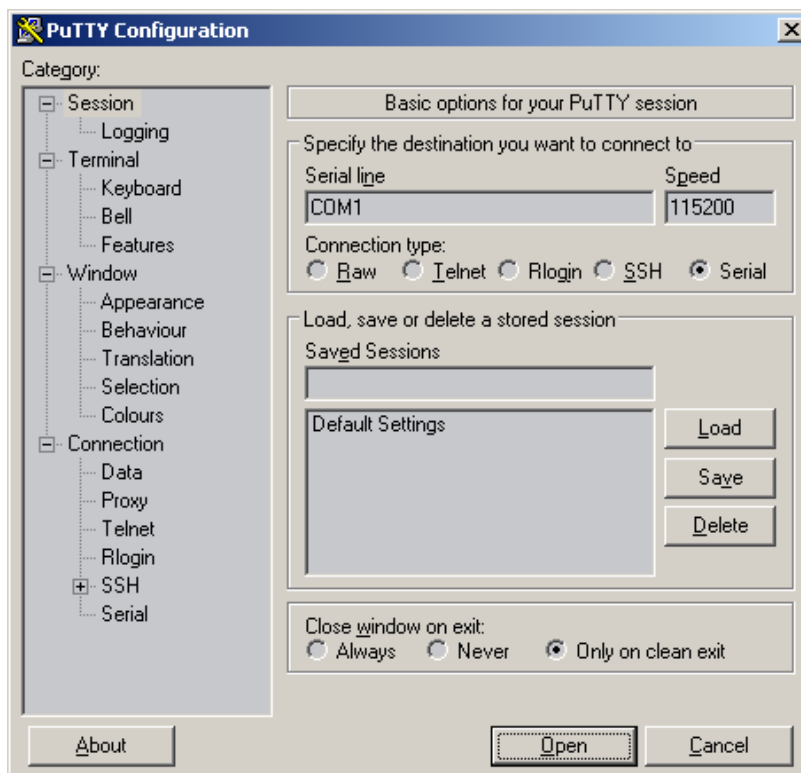 PuTTY Configuration
Category:
Session
Logging
Terminal
Keyboard
Bell
Features
Window
Appearance
Behaviour
Translation
Selection
Colours
Connection
Data
Proxy
Telnet
Rlogin
SSH
Serial
Basic options for your PuTTY session
Specify the destination you want to connect to
Serial line Speed
COM1 115200
Connection type:
Raw Telnet Rlogin SSH Serial
Load, save or delete a stored session
Saved Sessions
Default Settings
Load
Save
Delete
Close window on exit:
Always Never Only on clean exit
About Open Cancel